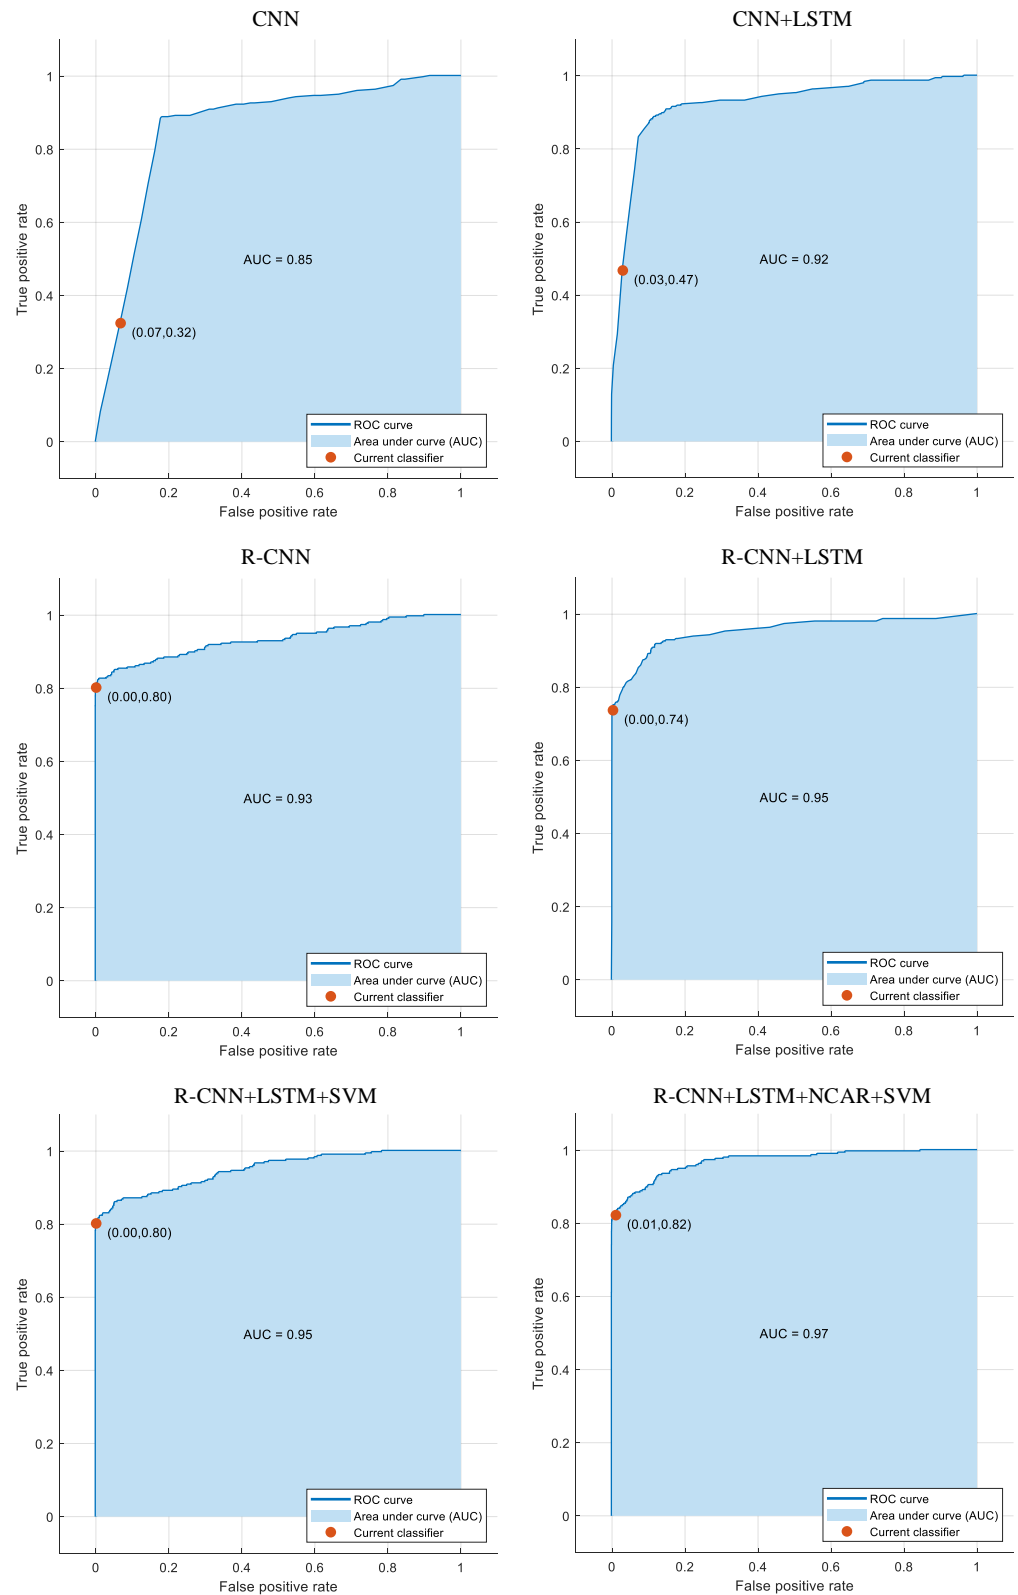 CNN
1
0.8
0.6
0.4
0.2
0
True positive rate
AUC = 0.85
(0.07,0.32)
ROC curve
Area under curve (AUC)
Current classifier
0 0.2 0.4 0.6 0.8 1
False positive rate
CNN+LSTM
1
0.8
0.6
0.4
0.2
0
True positive rate
AUC = 0.92
(0.03,0.47)
ROC curve
Area under curve (AUC)
Current classifier
0 0.2 0.4 0.6 0.8 1
False positive rate
R-CNN
1
0.8
0.6
0.4
0.2
0
True positive rate
(0.00,0.80)
AUC = 0.93
ROC curve
Area under curve (AUC)
Current classifier
0 0.2 0.4 0.6 0.8 1
False positive rate
R-CNN+LSTM
1
0.8
0.6
0.4
0.2
0
True positive rate
(0.00,0.74)
AUC = 0.95
ROC curve
Area under curve (AUC)
Current classifier
0 0.2 0.4 0.6 0.8 1
False positive rate
R-CNN+LSTM+SVM
1
0.8
0.6
0.4
0.2
0
True positive rate
(0.00,0.80)
AUC = 0.95
ROC curve
Area under curve (AUC)
Current classifier
0 0.2 0.4 0.6 0.8 1
False positive rate
R-CNN+LSTM+NCAR+SVM
1
0.8
0.6
0.4
0.2
0
True positive rate
(0.01,0.82)
AUC = 0.97
ROC curve
Area under curve (AUC)
Current classifier
0 0.2 0.4 0.6 0.8 1
False positive rate